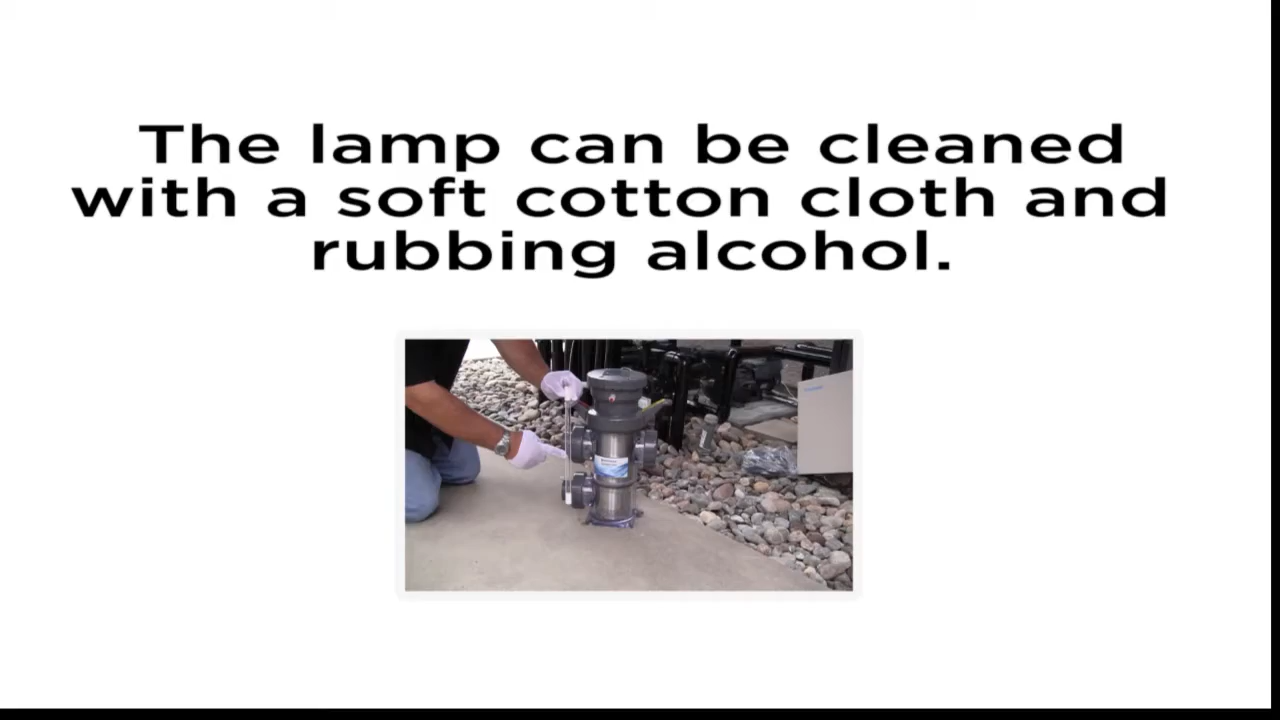 The lamp can be cleaned
with a soft cotton cloth and
rubbing alcohol.